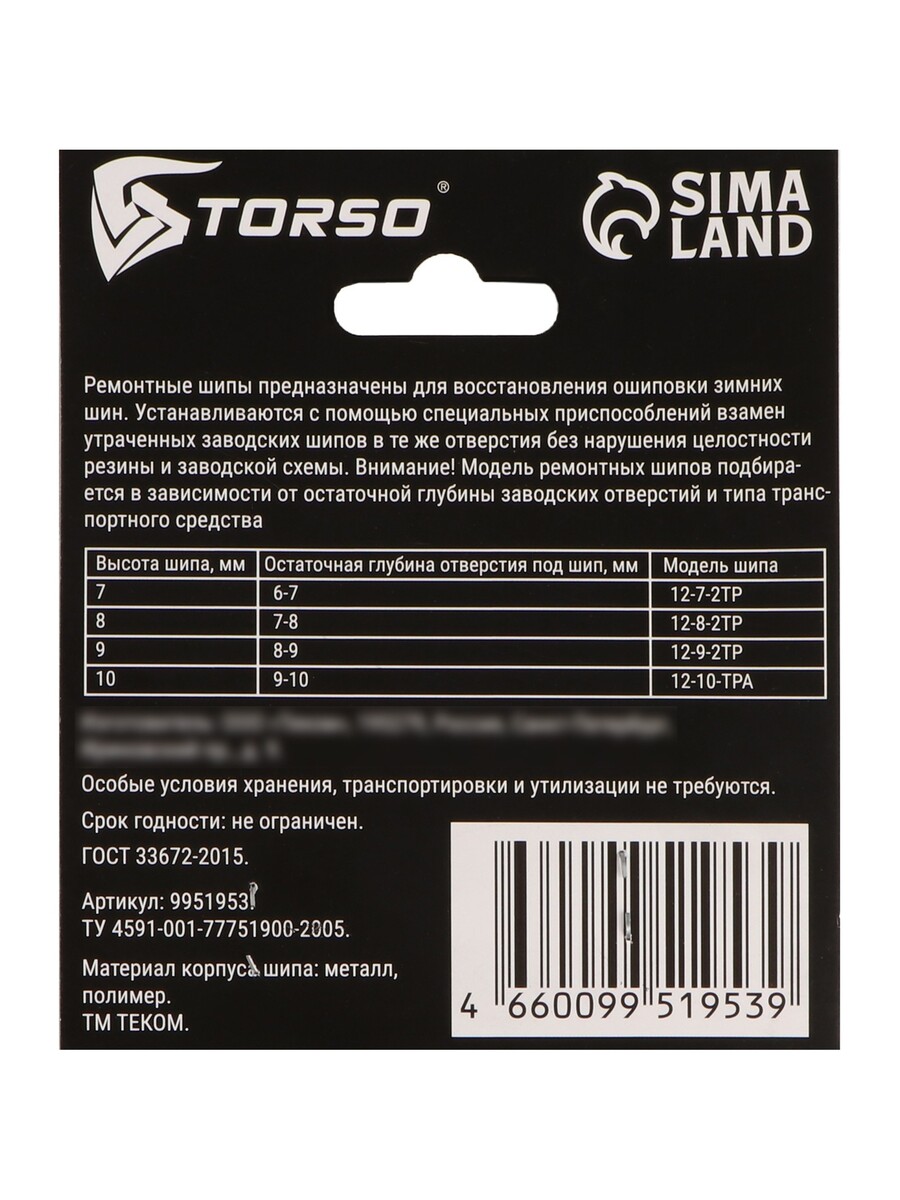 TORSO®
SIMA
LAND
Ремонтные шипы предназначены для восстановления ошиповки зимних
шин. Устанавливаются с помощью специальных приспособлений взамен
утраченных заводских шипов в те же отверстия без нарушения целостности
резины и заводской схемы. Внимание! Модель ремонтных шипов подбира-
ется в зависимости от остаточной глубины заводских отверстий и типа транс-
портного средства
Высота шипа, мм Остаточная глубина отверстия под шип, мм Модель шипа
7 6-7 12-7-2ТР
8 7-8 12-8-2ТР
9 8-9 12-9-2ТР
10 9-10 12-10-ТРА
Особые условия хранения, транспортировки и утилизации не требуются.
Срок годности: не ограничен.
ГОСТ 33672-2015.
Артикул: 9951953.
ТУ 4591-001-77751900-2005.
Материал корпуса шипа: металл,
полимер.
ТМ ТЕКОМ.
4 660099 519539